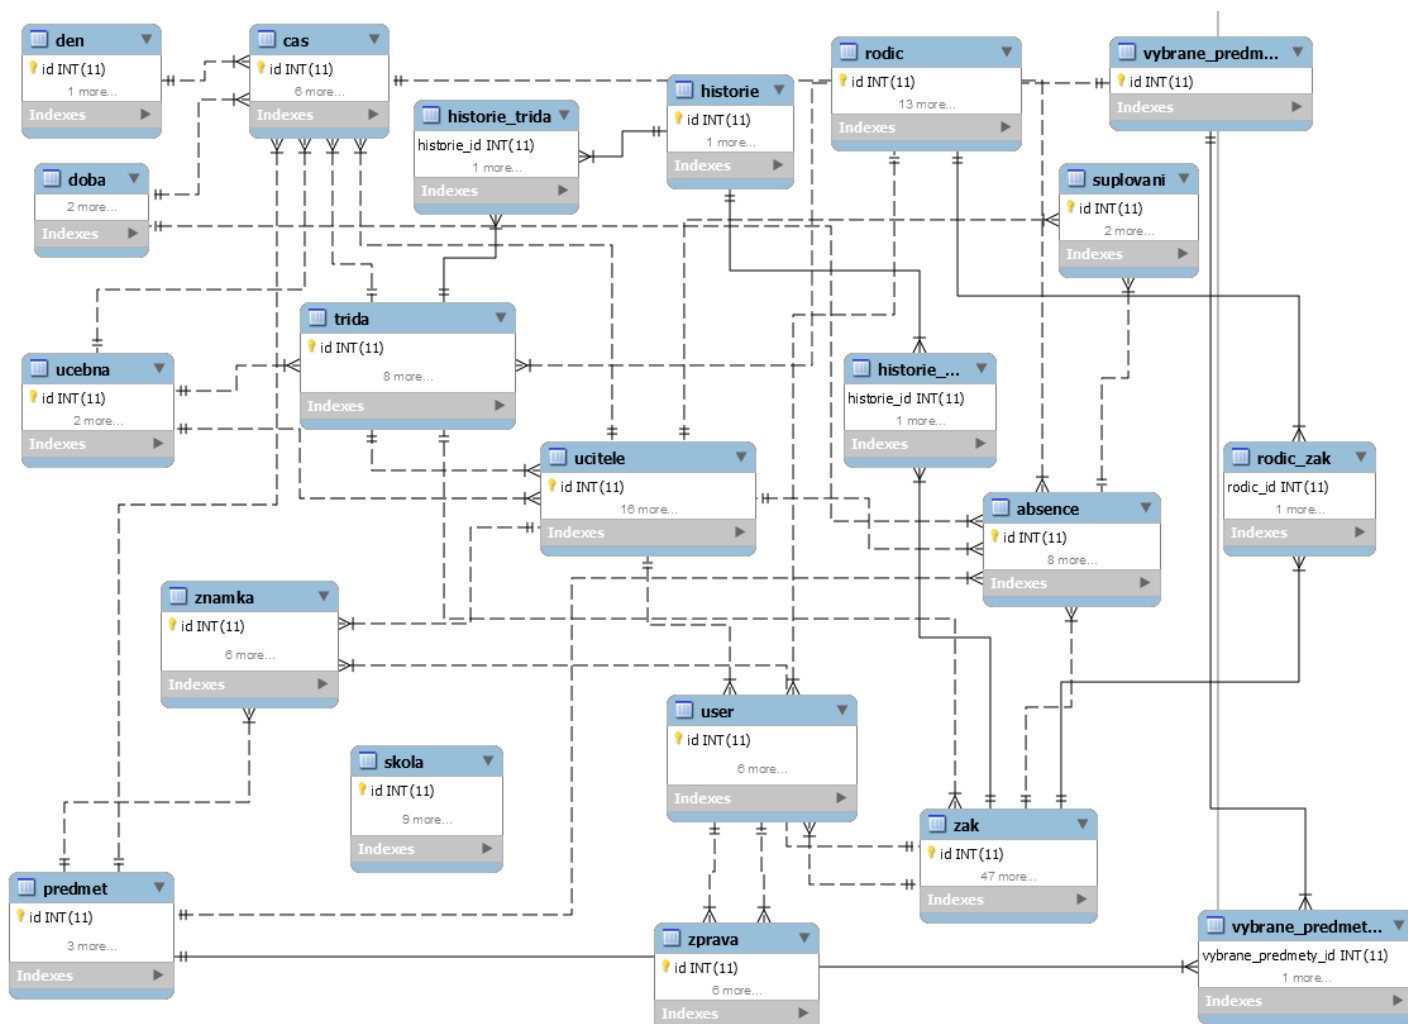 den
id INT(11)
1 more...
Indexes
cas
id INT(11)
6 more...
Indexes
rodic
id INT(11)
13 more...
Indexes
vybrane_predm...
id INT(11)
Indexes
historie
id INT(11)
1 more...
Indexes
historie_trida
historie_id INT(11)
1 more...
Indexes
doba
2 more...
Indexes
suplovani
id INT(11)
2 more...
Indexes
trida
id INT(11)
8 more...
Indexes
ucebna
id INT(11)
2 more...
Indexes
historie_...
historie_id INT(11)
1 more...
Indexes
ucitele
id INT(11)
16 more...
Indexes
rodic_zak
rodic_id INT(11)
1 more...
Indexes
absence
id INT(11)
8 more...
Indexes
znamka
id INT(11)
6 more...
Indexes
user
id INT(11)
6 more...
Indexes
skola
id INT(11)
9 more...
Indexes
zak
id INT(11)
47 more...
Indexes
predmet
id INT(11)
3 more...
Indexes
zprava
id INT(11)
6 more...
Indexes
vybrane_predmet...
vybrane_predmety_id INT(11)
1 more...
Indexes